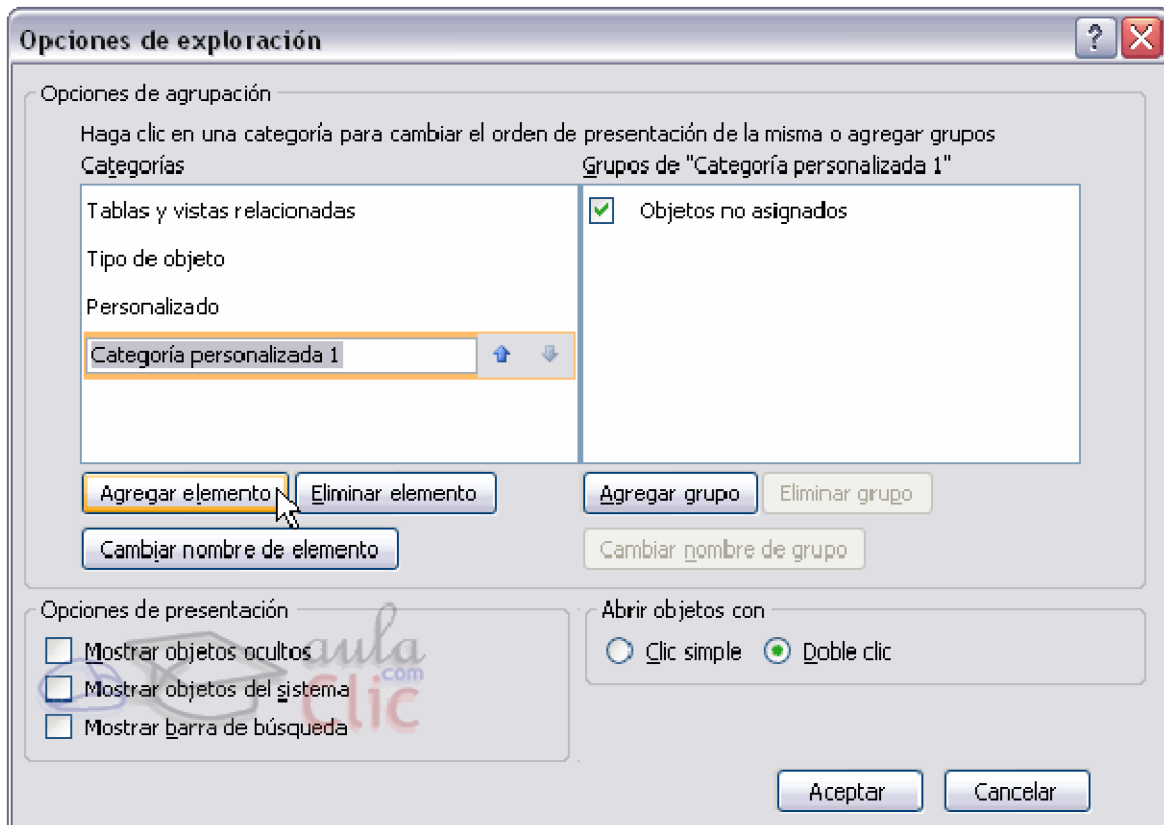 Opciones de exploración
Opciones de agrupación
Haga clic en una categoría para cambiar el orden de presentación de la misma o agregar grupos
Categorías
Grupos de "Categoría personalizada 1"
Tablas y vistas relacionadas
Tipo de objeto
Personalizado
Categoría personalizada 1
Objetos no asignados
Agregar elemento
Eliminar elemento
Agregar grupo
Eliminar grupo
Cambiar nombre de elemento
Cambiar nombre de grupo
Opciones de presentación
Mostrar objetos ocultos
Mostrar objetos del sistema
Mostrar barra de búsqueda
aula
.com
Clic
Abrir objetos con
Clic simple
Doble clic
Aceptar
Cancelar